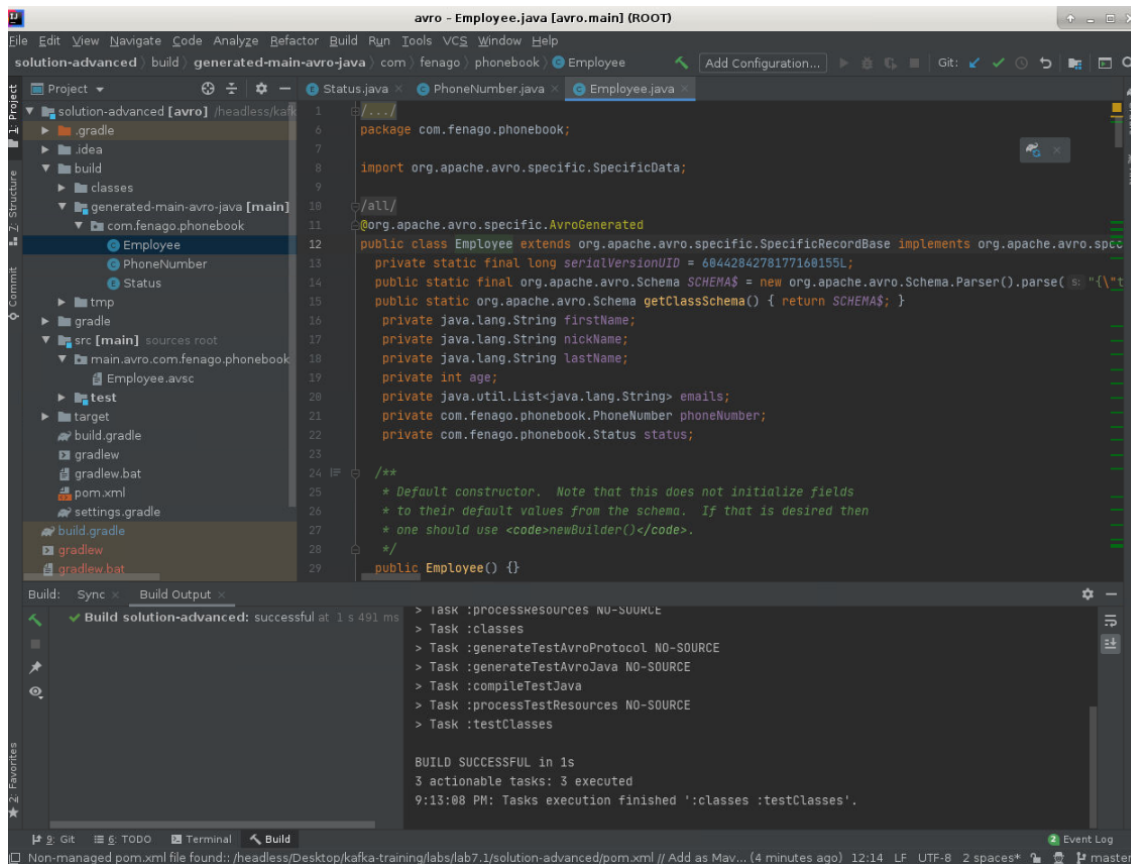 avro - Employee.java [avro.main] (ROOT)
File Edit View Navigate Code Analyze Refactor Build Run Tools VCS Window Help
solution-advanced build generated-main-avro-java com fenago phonebook Employee Add Configuration... Git:
Project Status.java PhoneNumber.java Employee.java
1: Project
Z: Structure
Commit
2: Favorites
solution-advanced [avro] /headless/kafk
.gradle
.idea
build
classes
generated-main-avro-java [main]
com.fenago.phonebook
Employee
PhoneNumber
Status
tmp
gradle
src [main] sources root
main.avro.com.fenago.phonebook
Employee.avsc
test
target
build.gradle
gradlew
gradlew.bat
pom.xml
settings.gradle
build.gradle
gradlew
gradlew.bat
1 /.../
6 package com.fenago.phonebook;
7
8 import org.apache.avro.specific.SpecificData;
9
10 /all/
11 @org.apache.avro.specific.AvroGenerated
12 public class Employee extends org.apache.avro.specific.SpecificRecordBase implements org.apache.avro.spec
13 private static final long serialVersionUID = 6044284278177160155L;
14 public static final org.apache.avro.Schema SCHEMA$ = new org.apache.avro.Schema.Parser().parse( s: "{\"t
15 public static org.apache.avro.Schema getClassSchema() { return SCHEMA$; }
16 private java.lang.String firstName;
17 private java.lang.String nickName;
18 private java.lang.String lastName;
19 private int age;
20 private java.util.List<java.lang.String> emails;
21 private com.fenago.phonebook.PhoneNumber phoneNumber;
22 private com.fenago.phonebook.Status status;
23
24 /**
25 * Default constructor. Note that this does not initialize fields
26 * to their default values from the schema. If that is desired then
27 * one should use <code>newBuilder()</code>.
28 */
29 public Employee() {}
Build: Sync Build Output
Build solution-advanced: successful at 1 s 491 ms
> Task :processResources NO-SOURCE
> Task :classes
> Task :generateTestAvroProtocol NO-SOURCE
> Task :generateTestAvroJava NO-SOURCE
> Task :compileTestJava
> Task :processTestResources NO-SOURCE
> Task :testClasses
BUILD SUCCESSFUL in 1s
3 actionable tasks: 3 executed
9:13:08 PM: Tasks execution finished ':classes :testClasses'.
9: Git 6: TODO Terminal Build 2 Event Log
Non-managed pom.xml file found:: /headless/Desktop/kafka-training/labs/lab7.1/solution-advanced/pom.xml // Add as Mav... (4 minutes ago) 12:14 LF UTF-8 2 spaces* master